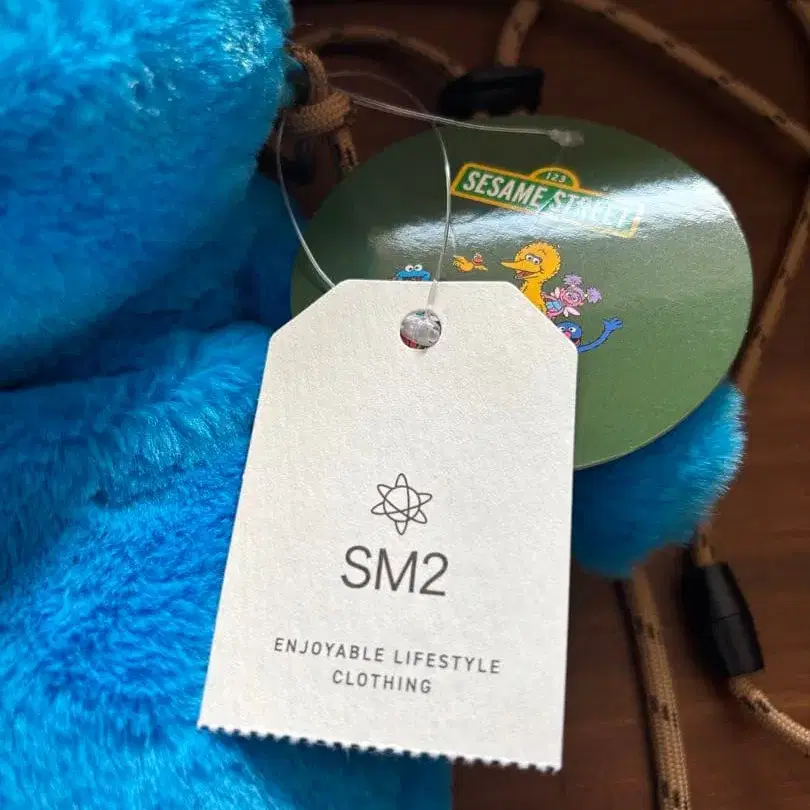 123
SESAME STREET
SM2
ENJOYABLE LIFESTYLE
CLOTHING